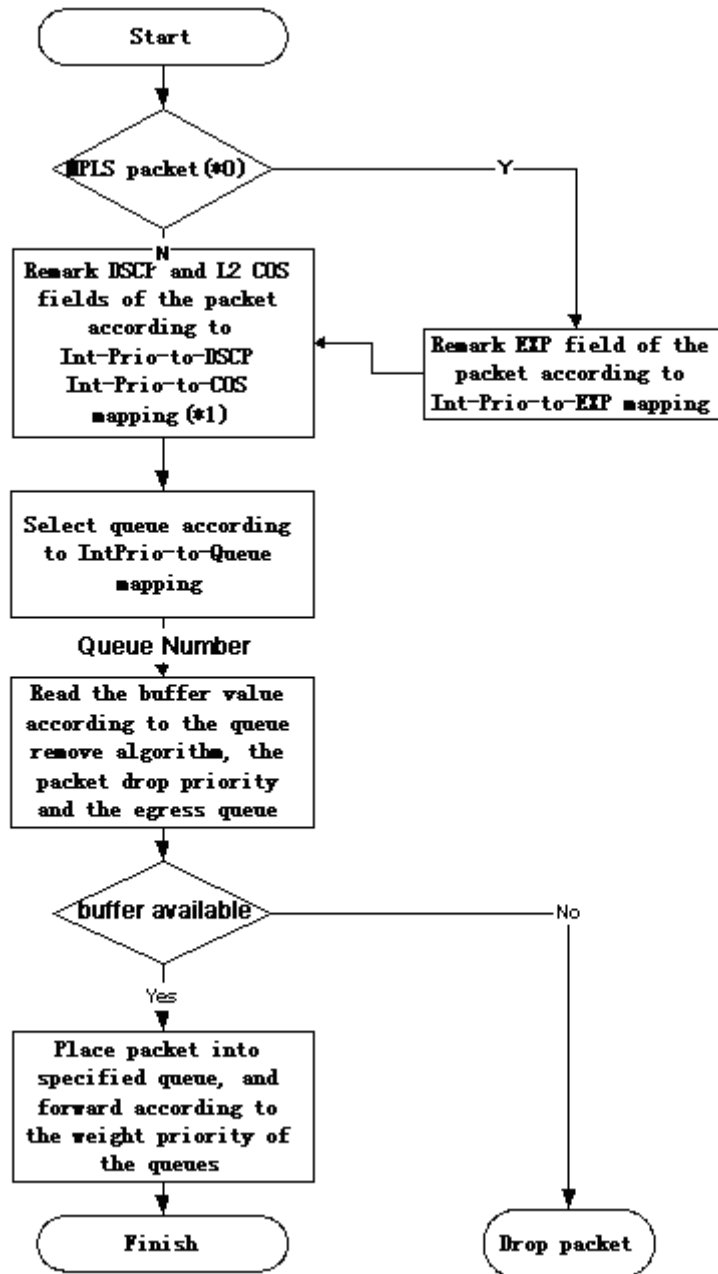 Start
MPLS packet(*0)
Y
N
Remark DSCP and L2 COS
fields of the packet
according to
Int-Prio-to-DSCP
Int-Prio-to-COS
mapping(*1)
Remark EXP field of the
packet according to
Int-Prio-to-EXP mapping
Select queue according
to IntPrio-to-Queue
mapping
Queue Number
Read the buffer value
according to the queue
remove algorithm, the
packet drop priority
and the egress queue
buffer available
No
Yes
Place packet into
specified queue, and
forward according to
the weight priority of
the queues
Finish
Drop packet